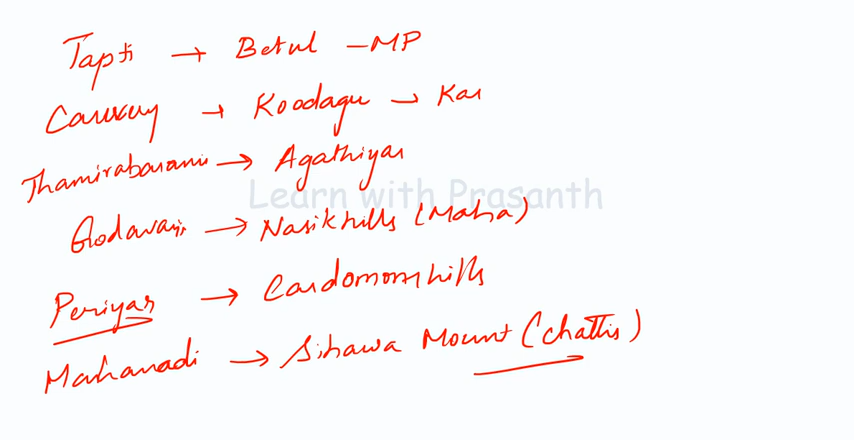 Tapti → Betul - MP
Cauvery → Koodagu → Kar
Thamirabarani → Agathiyar
Learn with Prasanth
Godavari → Nasik hills (Maha)
Periyar → Cardomom hills
Mahanadi → Sihawa Mount (chattis)